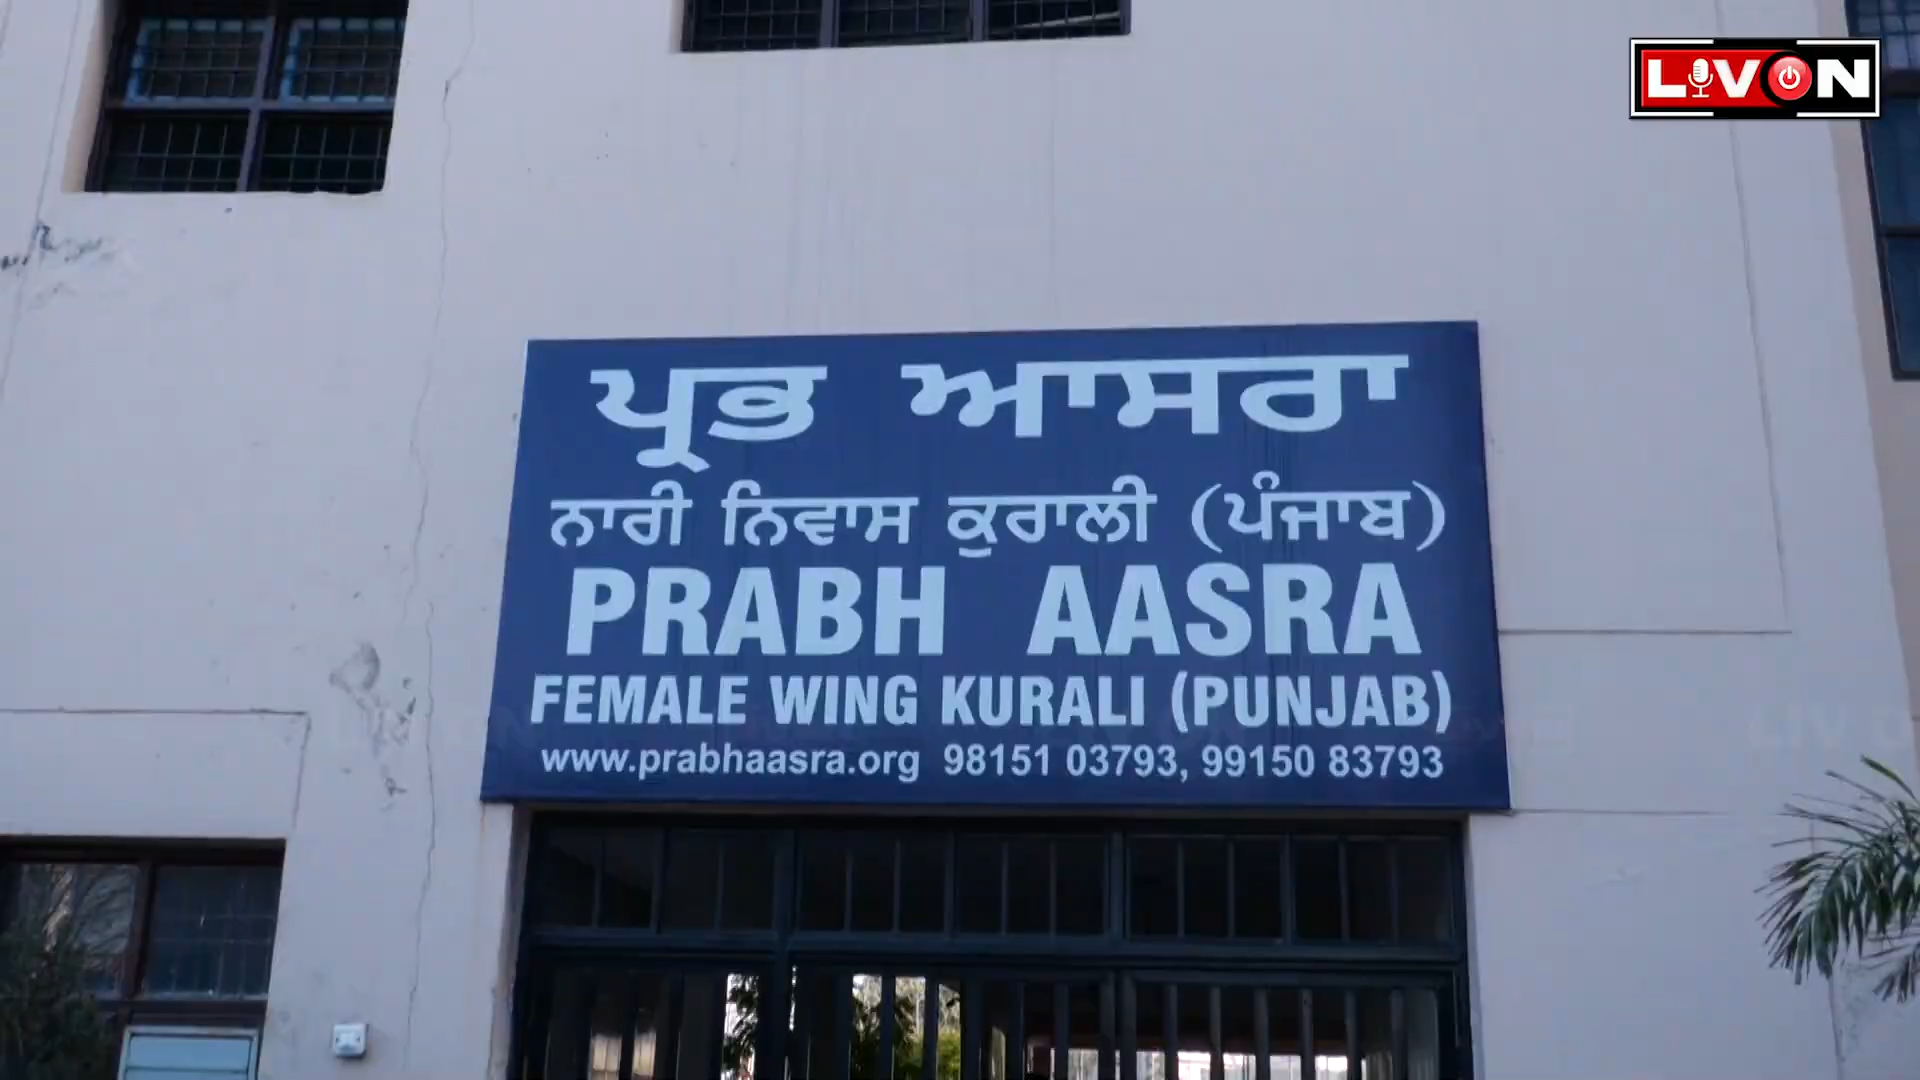 LIVON
ਪ੍ਰਭ ਆਸਰਾ
ਨਾਰੀ ਨਿਵਾਸ ਕੁਰਾਲੀ (ਪੰਜਾਬ)
PRABH AASRA
FEMALE WING KURALI (PUNJAB)
www.prabhaasra.org 98151 03793, 99150 83793